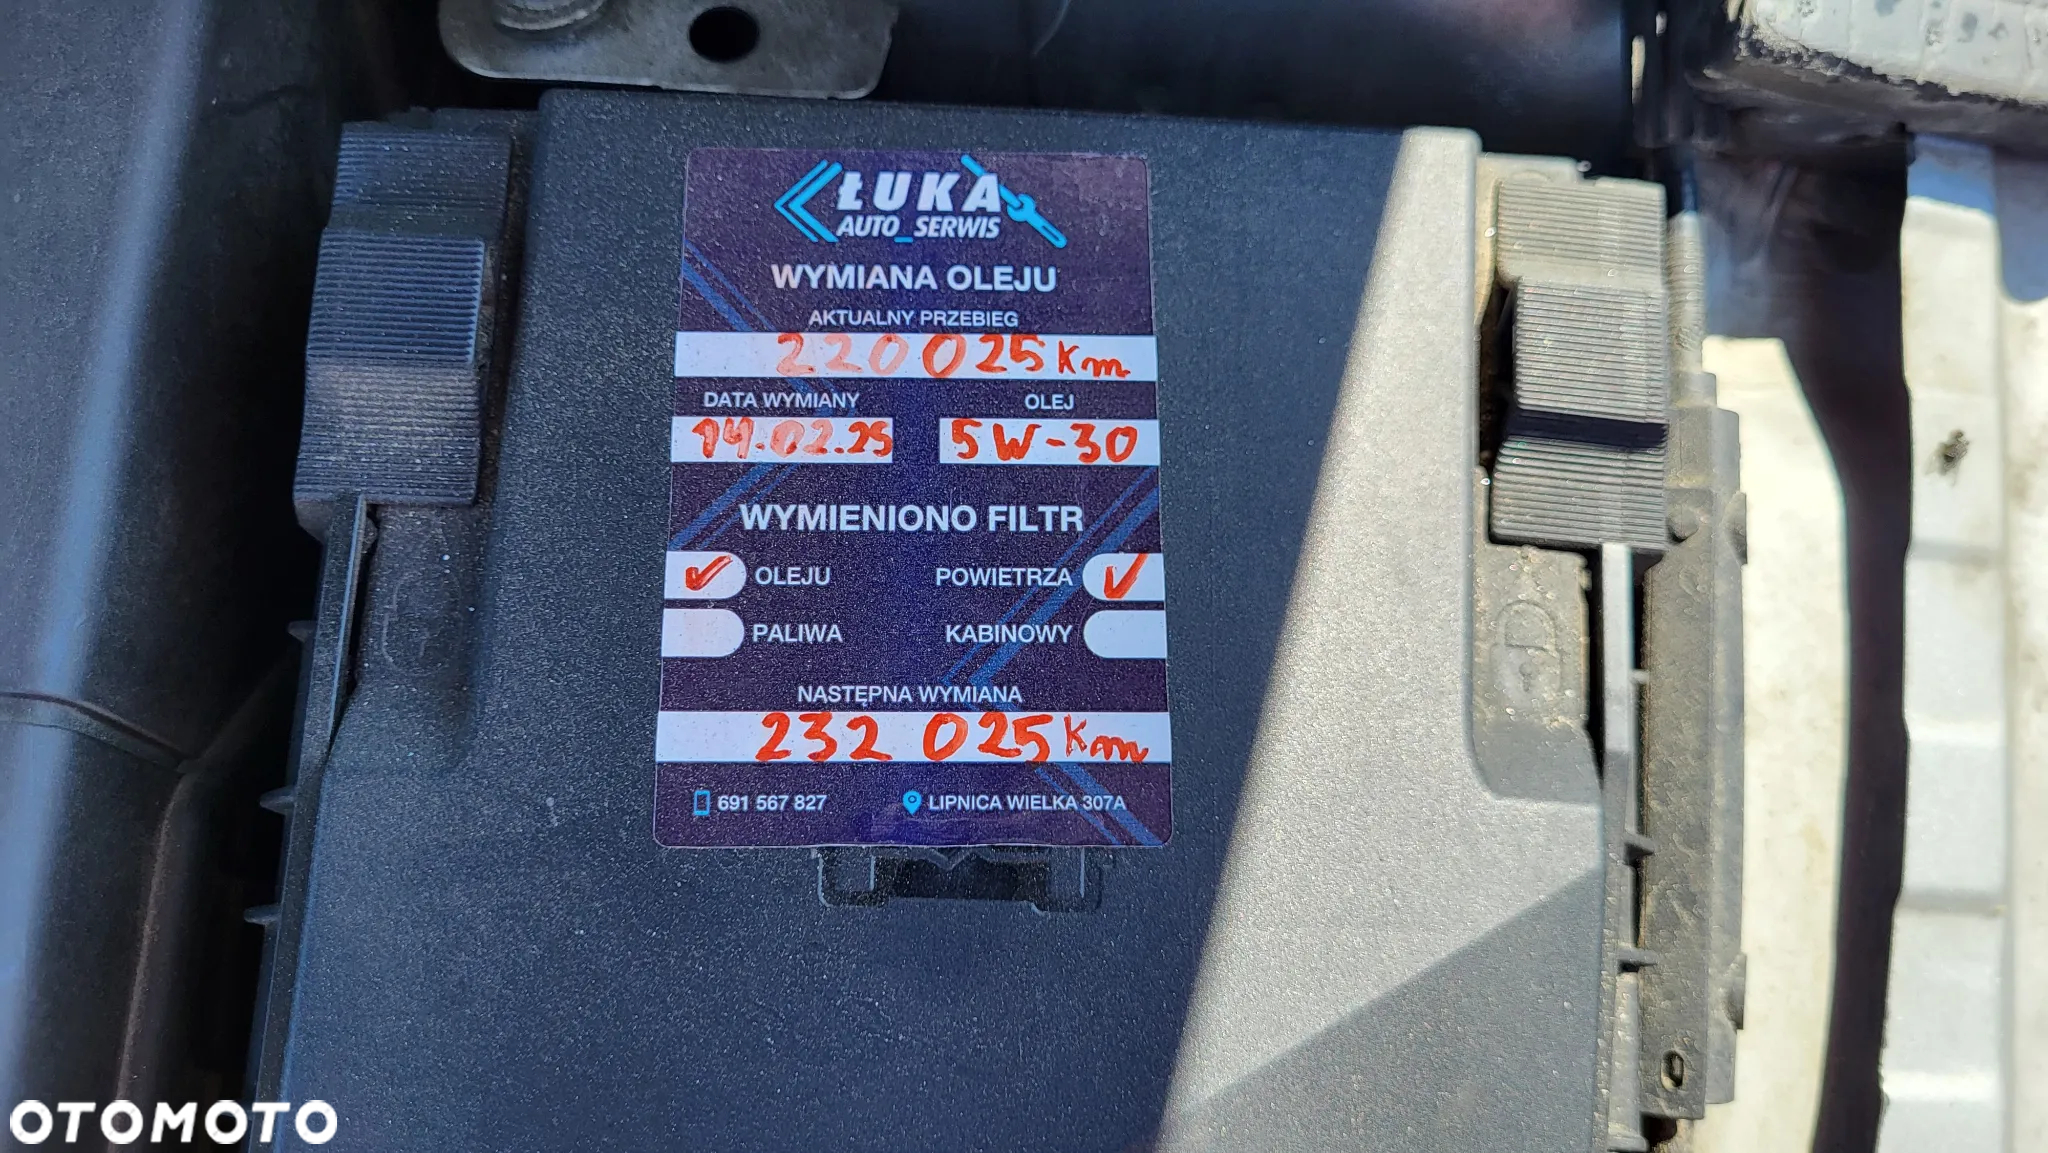 ŁUKA
AUTO_SERWIS
WYMIANA OLEJU
AKTUALNY PRZEBIEG
220 025 Km
DATA WYMIANY OLEJ
14.02.25 5W-30
WYMIENIONO FILTR
✓ OLEJU POWIETRZA ✓
PALIWA KABINOWY
NASTĘPNA WYMIANA
232 025 Km
691 567 827 LIPNICA WIELKA 307A
OTOMOTO